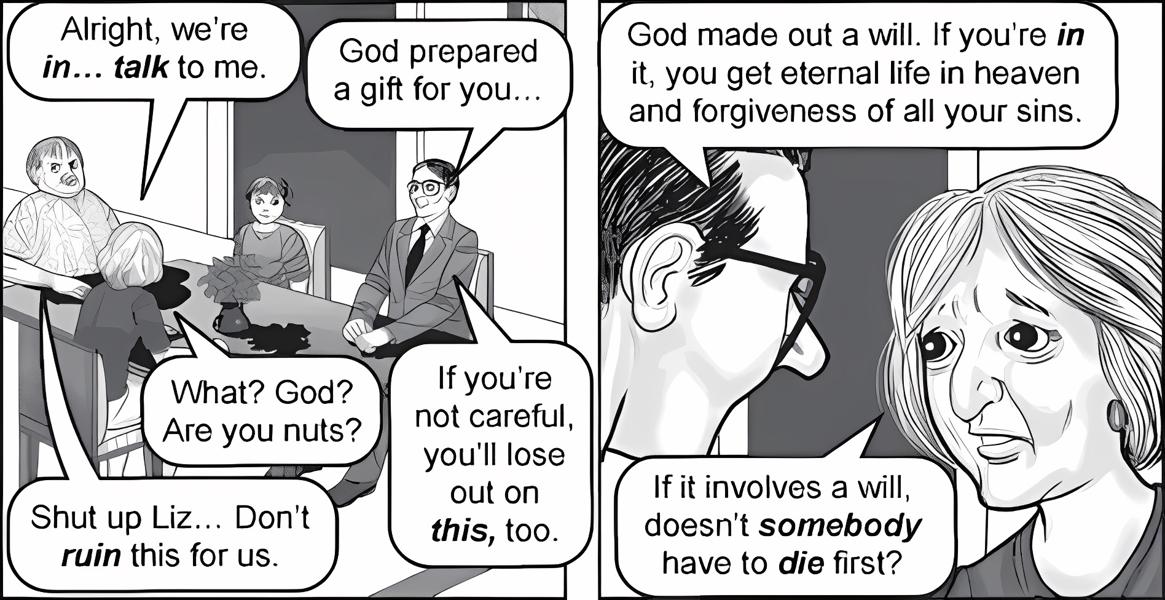 Alright, we're
in... talk to me.
God prepared
a gift for you...
What? God?
Are you nuts?
Shut up Liz... Don't
ruin this for us.
If you're
not careful,
you'll lose
out on
this, too.
God made out a will. If you're in
it, you get eternal life in heaven
and forgiveness of all your sins.
If it involves a will,
doesn't somebody
have to die first?